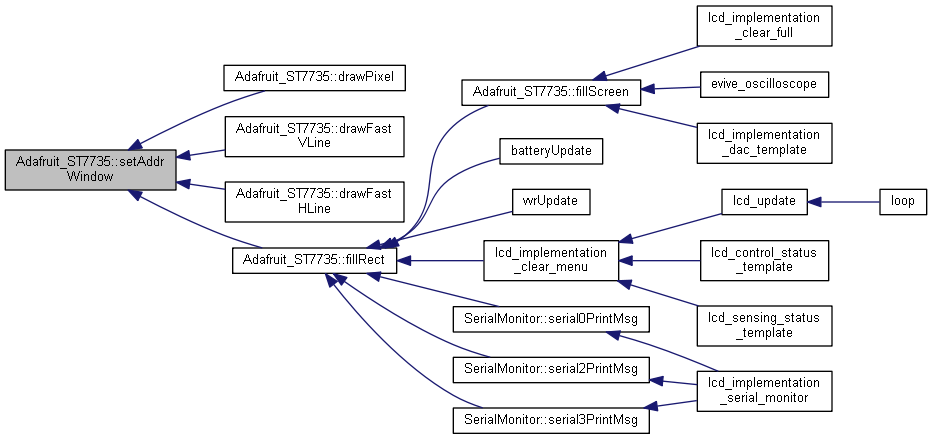 Adafruit_ST7735::setAddr
Window
Adafruit_ST7735::drawPixel
Adafruit_ST7735::drawFast
VLine
Adafruit_ST7735::drawFast
HLine
Adafruit_ST7735::fillRect
Adafruit_ST7735::fillScreen
batteryUpdate
vvrUpdate
lcd_implementation
_clear_menu
SerialMonitor::serial0PrintMsg
SerialMonitor::serial2PrintMsg
SerialMonitor::serial3PrintMsg
lcd_implementation
_clear_full
evive_oscilloscope
lcd_implementation
_dac_template
lcd_update
lcd_control_status
_template
lcd_sensing_status
_template
lcd_implementation
_serial_monitor
loop